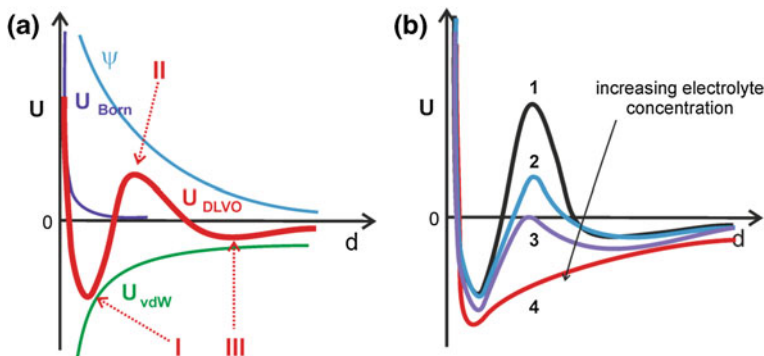 (a)
Ψ
II
U Born
U
U DLVO
0
d
U vdW
I
III
(b)
1
U
increasing electrolyte
concentration
2
0
3
d
4